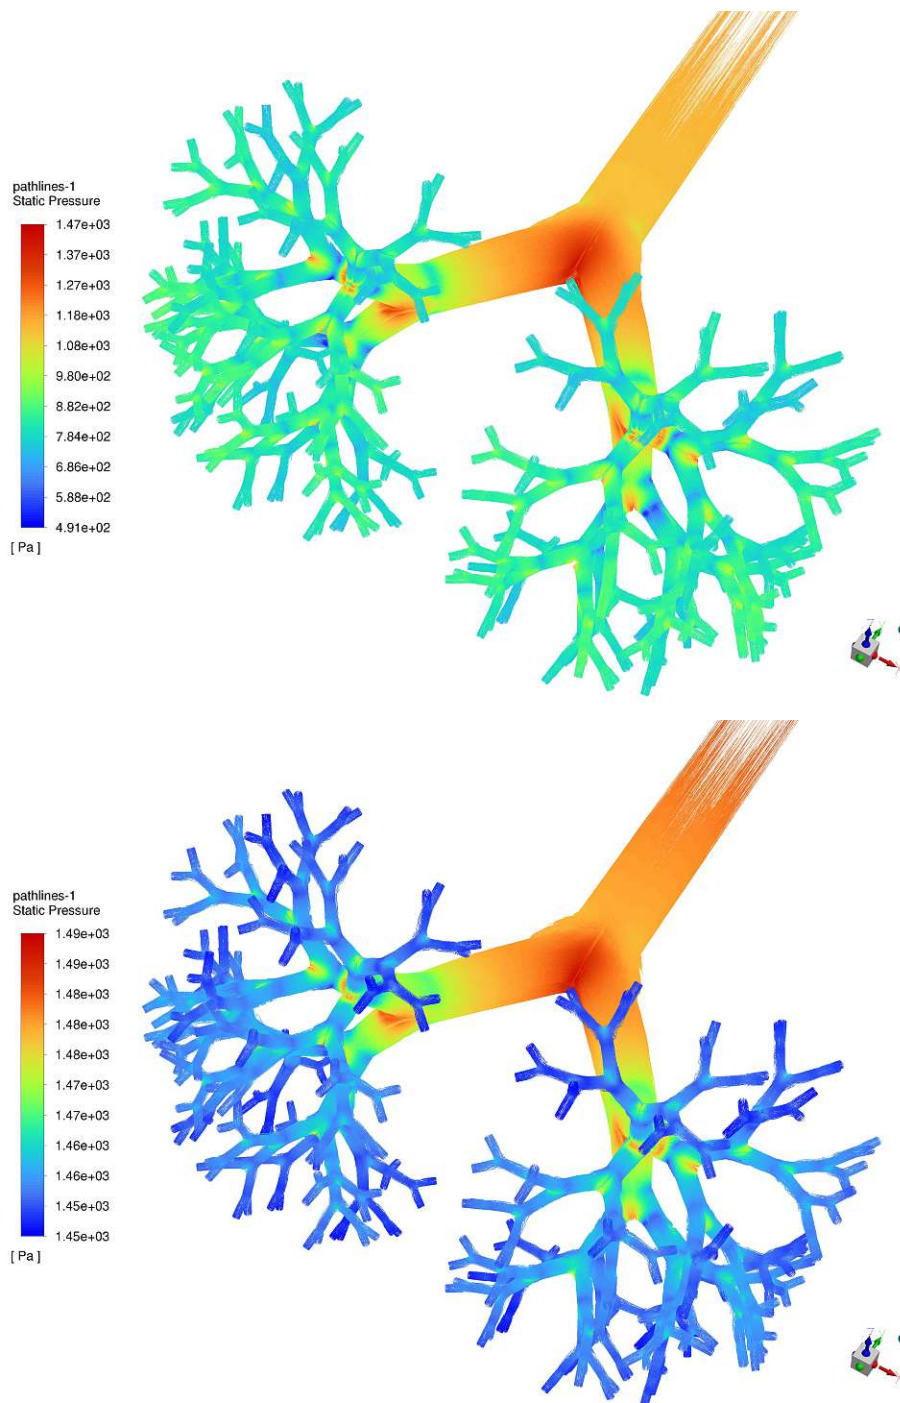 pathlines-1
Static Pressure
1.47e+03
1.37e+03
1.27e+03
1.18e+03
1.08e+03
9.80e+02
8.82e+02
7.84e+02
6.86e+02
5.88e+02
4.91e+02
[ Pa ]
pathlines-1
Static Pressure
1.49e+03
1.49e+03
1.48e+03
1.48e+03
1.48e+03
1.47e+03
1.47e+03
1.46e+03
1.46e+03
1.45e+03
1.45e+03
[ Pa ]